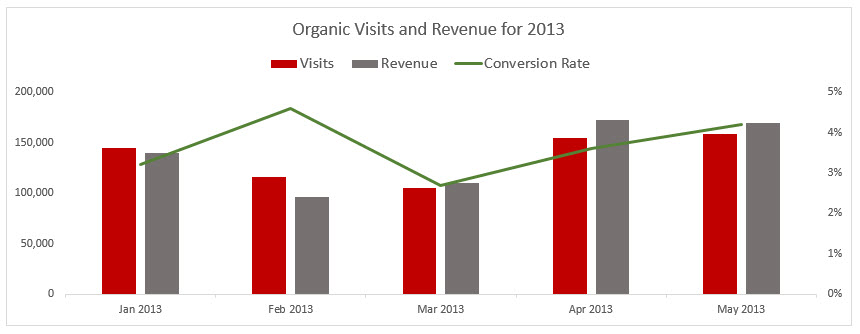 Organic Visits and Revenue for 2013
Visits Revenue Conversion Rate
200,000 5%
150,000 4%
3%
100,000
2%
50,000
1%
0 0%
Jan 2013 Feb 2013 Mar 2013 Apr 2013 May 2013